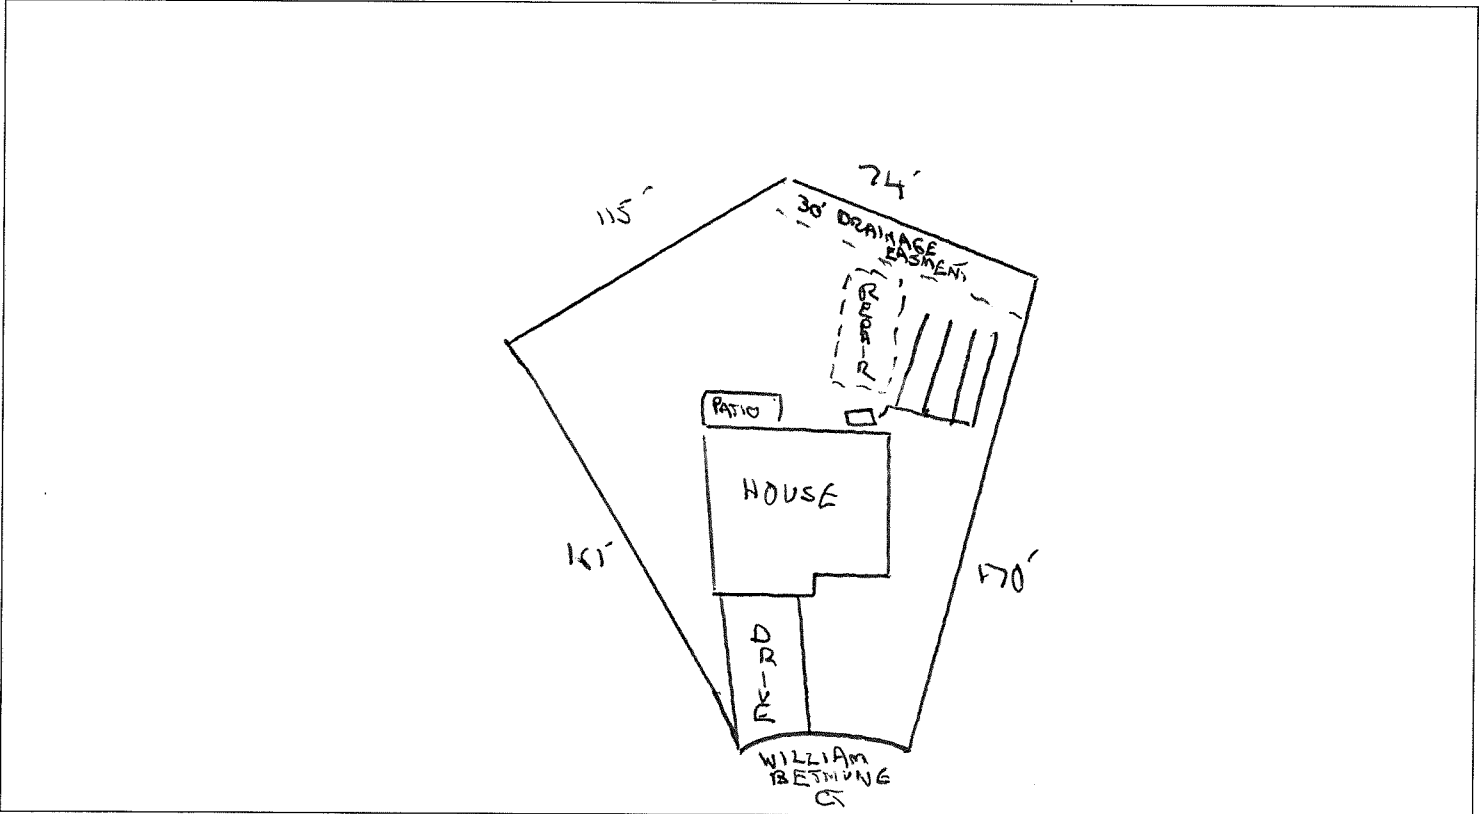 74'
115'
30' DRAINAGE
EASMENT
REPAIR
PATIO
HOUSE
161'
170'
DRIVE
WILLIAM
BETHUNE
CT